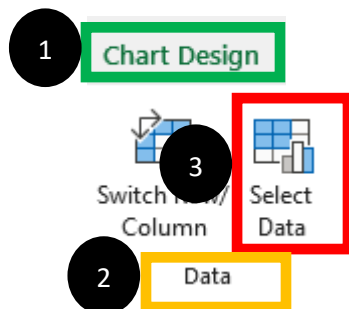 1
Chart Design
3
Switch /
Column
Select
Data
2
Data